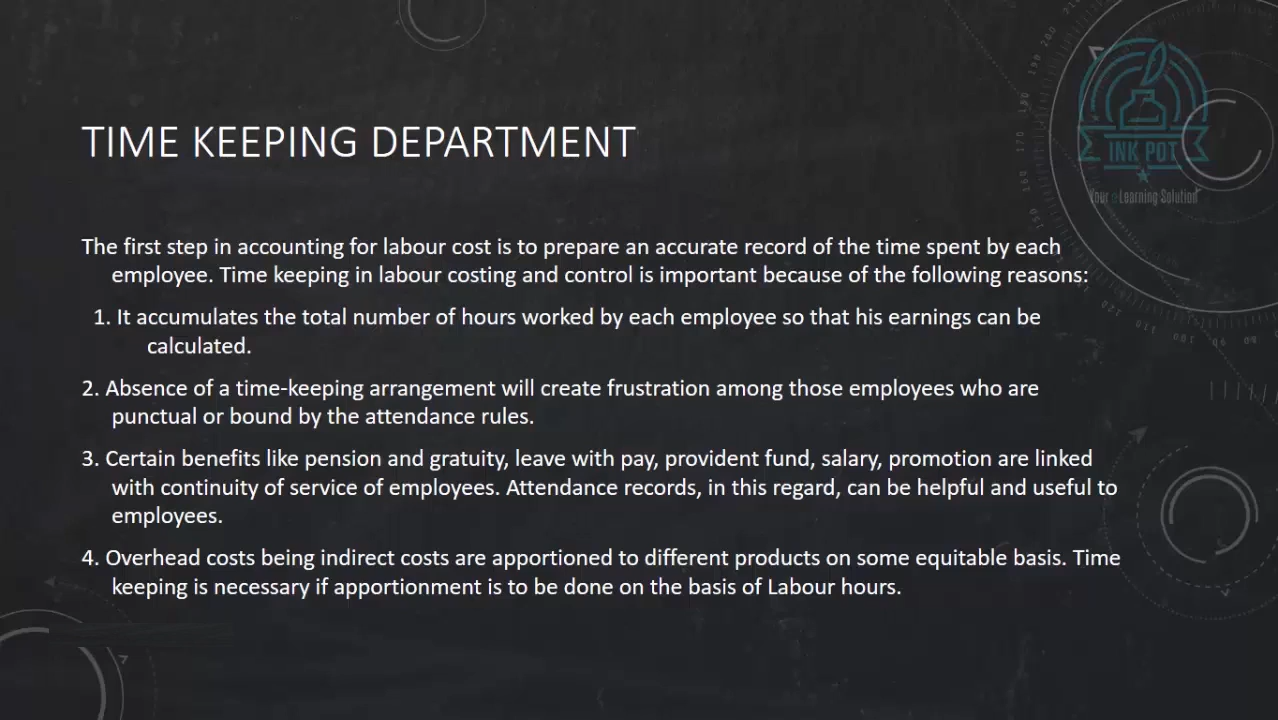 TIME KEEPING DEPARTMENT
INK POT
Your e-Learning Solution
The first step in accounting for labour cost is to prepare an accurate record of the time spent by each
employee. Time keeping in labour costing and control is important because of the following reasons:
1. It accumulates the total number of hours worked by each employee so that his earnings can be
calculated.
2. Absence of a time-keeping arrangement will create frustration among those employees who are
punctual or bound by the attendance rules.
3. Certain benefits like pension and gratuity, leave with pay, provident fund, salary, promotion are linked
with continuity of service of employees. Attendance records, in this regard, can be helpful and useful to
employees.
4. Overhead costs being indirect costs are apportioned to different products on some equitable basis. Time
keeping is necessary if apportionment is to be done on the basis of Labour hours.